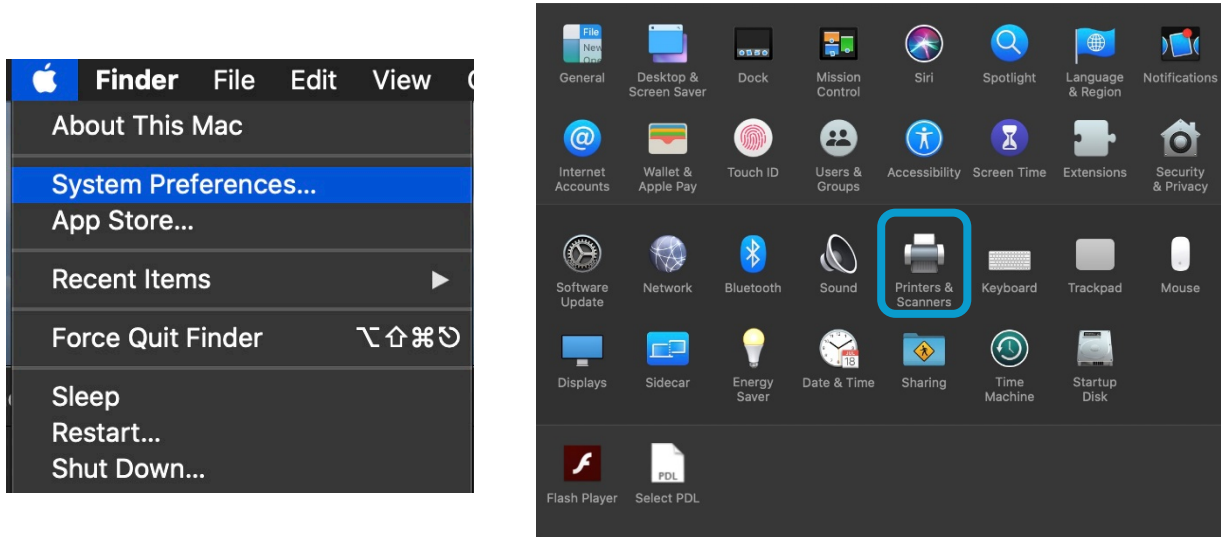 Finder File Edit View
About This Mac
System Preferences...
App Store...
Recent Items ▶
Force Quit Finder ⌥⇧⌘⎋
Sleep
Restart...
Shut Down...
File
New
General
Desktop &
Screen Saver
Dock
Mission
Control
Siri
Spotlight
Language
& Region
Notifications
Internet
Accounts
Wallet &
Apple Pay
Touch ID
Users &
Groups
Accessibility
Screen Time
Extensions
Security
& Privacy
Software
Update
Network
Bluetooth
Sound
Printers &
Scanners
Keyboard
Trackpad
Mouse
Displays
Sidecar
Energy
Saver
JUL
18
Date & Time
Sharing
Time
Machine
Startup
Disk
Flash Player
PDL
Select PDL